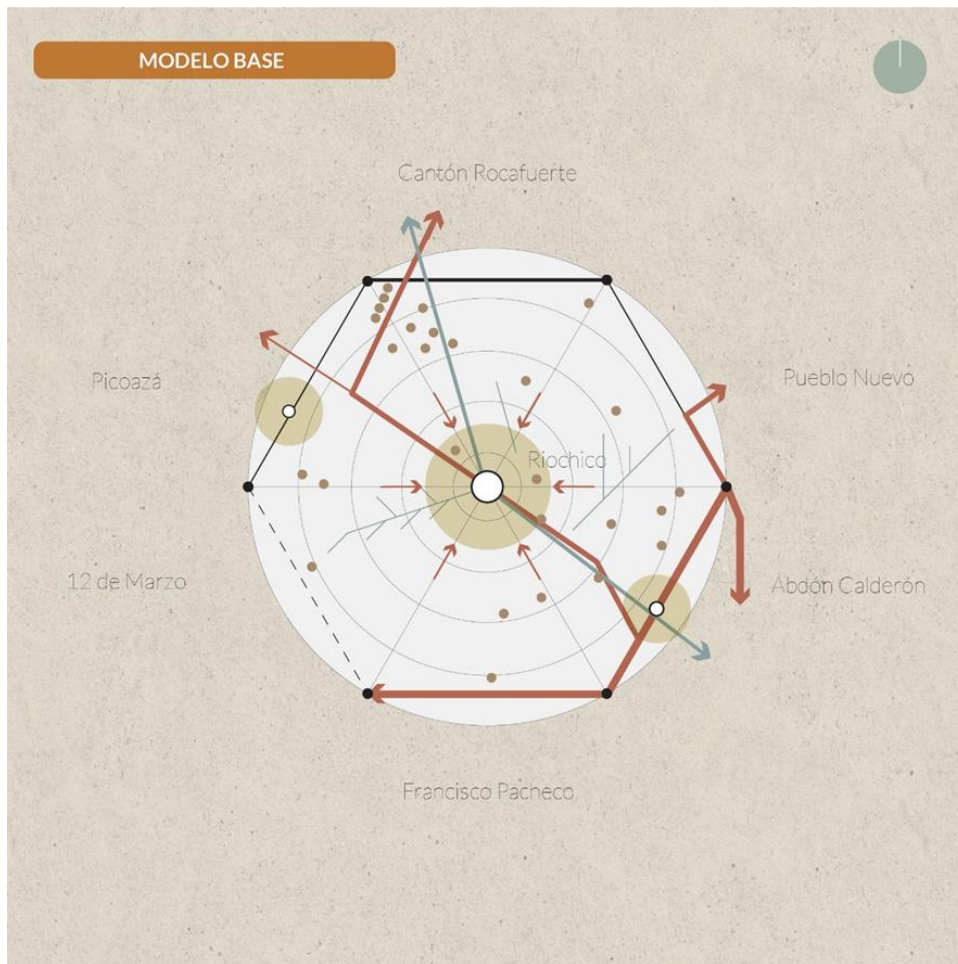 MODELO BASE
Cantón Rocafuerte
Picoazá
Pueblo Nuevo
Riochico
12 de Marzo
Abdón Calderón
Francisco Pacheco